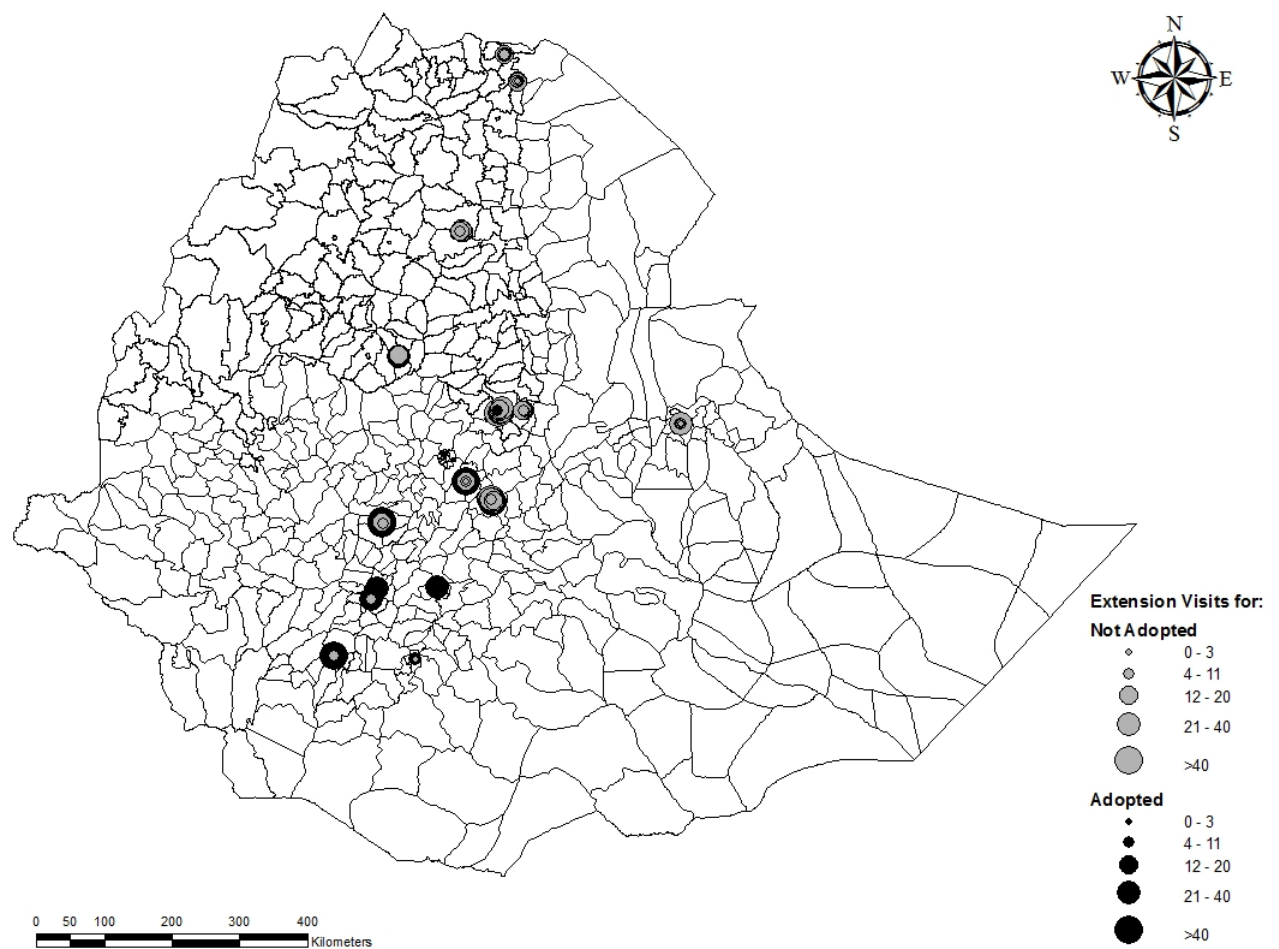 N
W E
S
Extension Visits for:
Not Adopted
0 - 3
4 - 11
12 - 20
21 - 40
>40
Adopted
0 - 3
4 - 11
12 - 20
21 - 40
>40
0 50 100 200 300 400
Kilometers